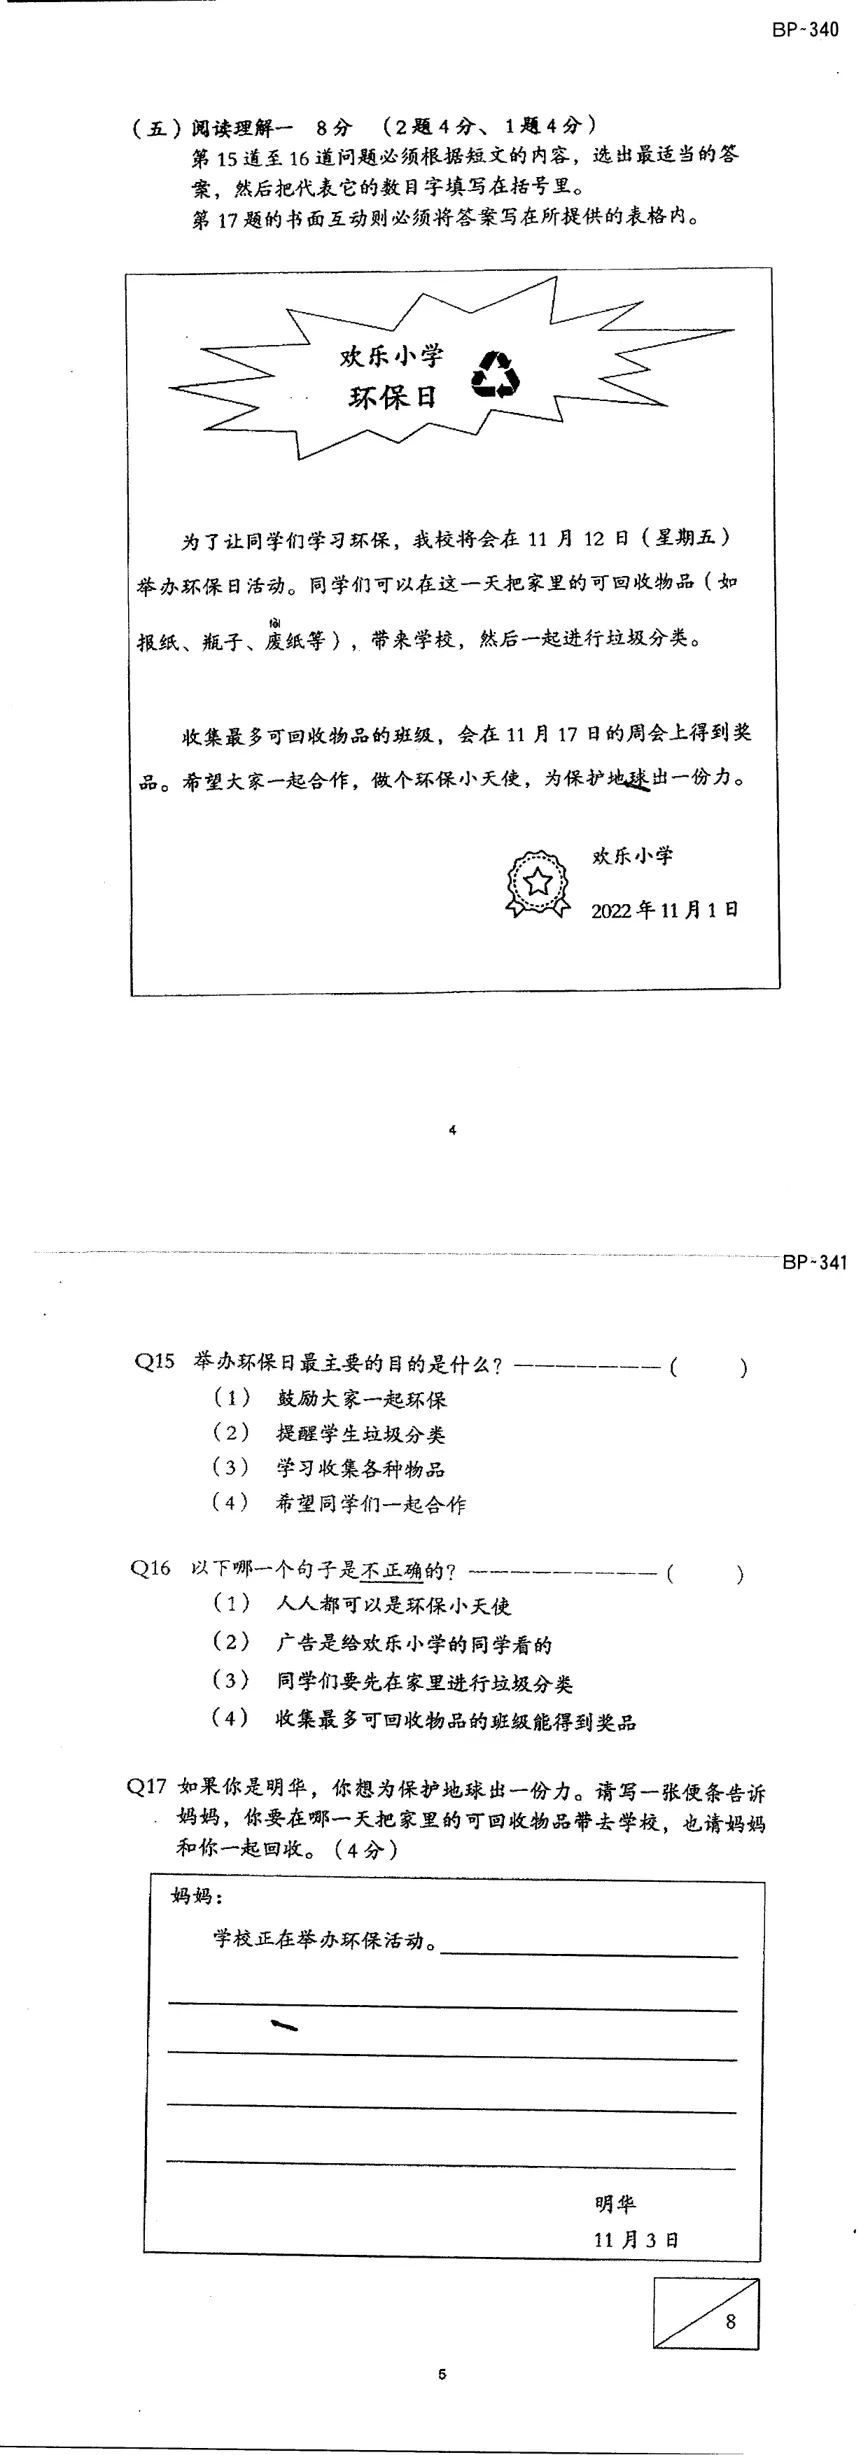 BP~340
（五）阅读理解一 8分 （2题4分、1题4分）
第15道至16道问题必须根据短文的内容，选出最适当的答
案，然后把代表它的数目字填写在括号里。
第17题的书面互动则必须将答案写在所提供的表格内。
欢乐小学
环保日
为了让同学们学习环保，我校将会在 11 月 12 日（星期五）
举办环保日活动。同学们可以在这一天把家里的可回收物品（如
fèi
报纸、瓶子、废纸等），带来学校，然后一起进行垃圾分类。
收集最多可回收物品的班级，会在 11 月 17 日的周会上得到奖
品。希望大家一起合作，做个环保小天使，为保护地球出一份力。
欢乐小学
2022 年 11 月 1 日
4
BP~341
Q15 举办环保日最主要的目的是什么？ ———————（ ）
（1） 鼓励大家一起环保
（2） 提醒学生垃圾分类
（3） 学习收集各种物品
（4） 希望同学们一起合作
Q16 以下哪一个句子是不正确的？ —————————（ ）
（1） 人人都可以是环保小天使
（2） 广告是给欢乐小学的同学看的
（3） 同学们要先在家里进行垃圾分类
（4） 收集最多可回收物品的班级能得到奖品
Q17 如果你是明华，你想为保护地球出一份力。请写一张便条告诉
妈妈，你要在哪一天把家里的可回收物品带去学校，也请妈妈
和你一起回收。（4分）
妈妈：
学校正在举办环保活动。
明华
11 月 3 日
8
5